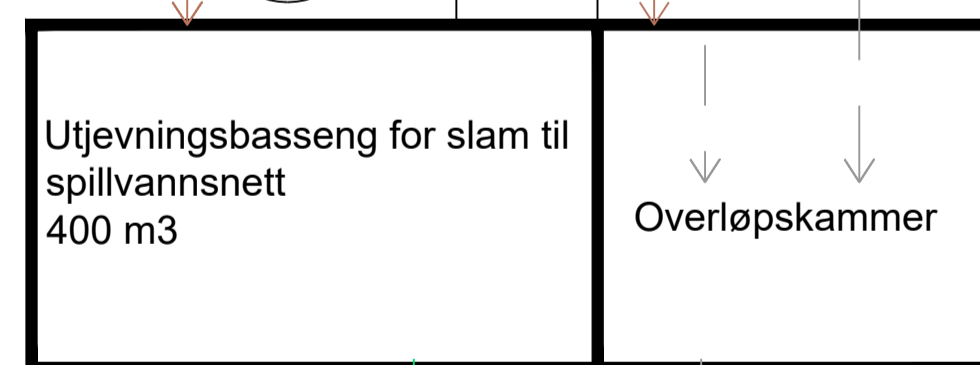 Utjevningsbasseng for slam til
spillvannsnett
400 m3
Overløpskammer